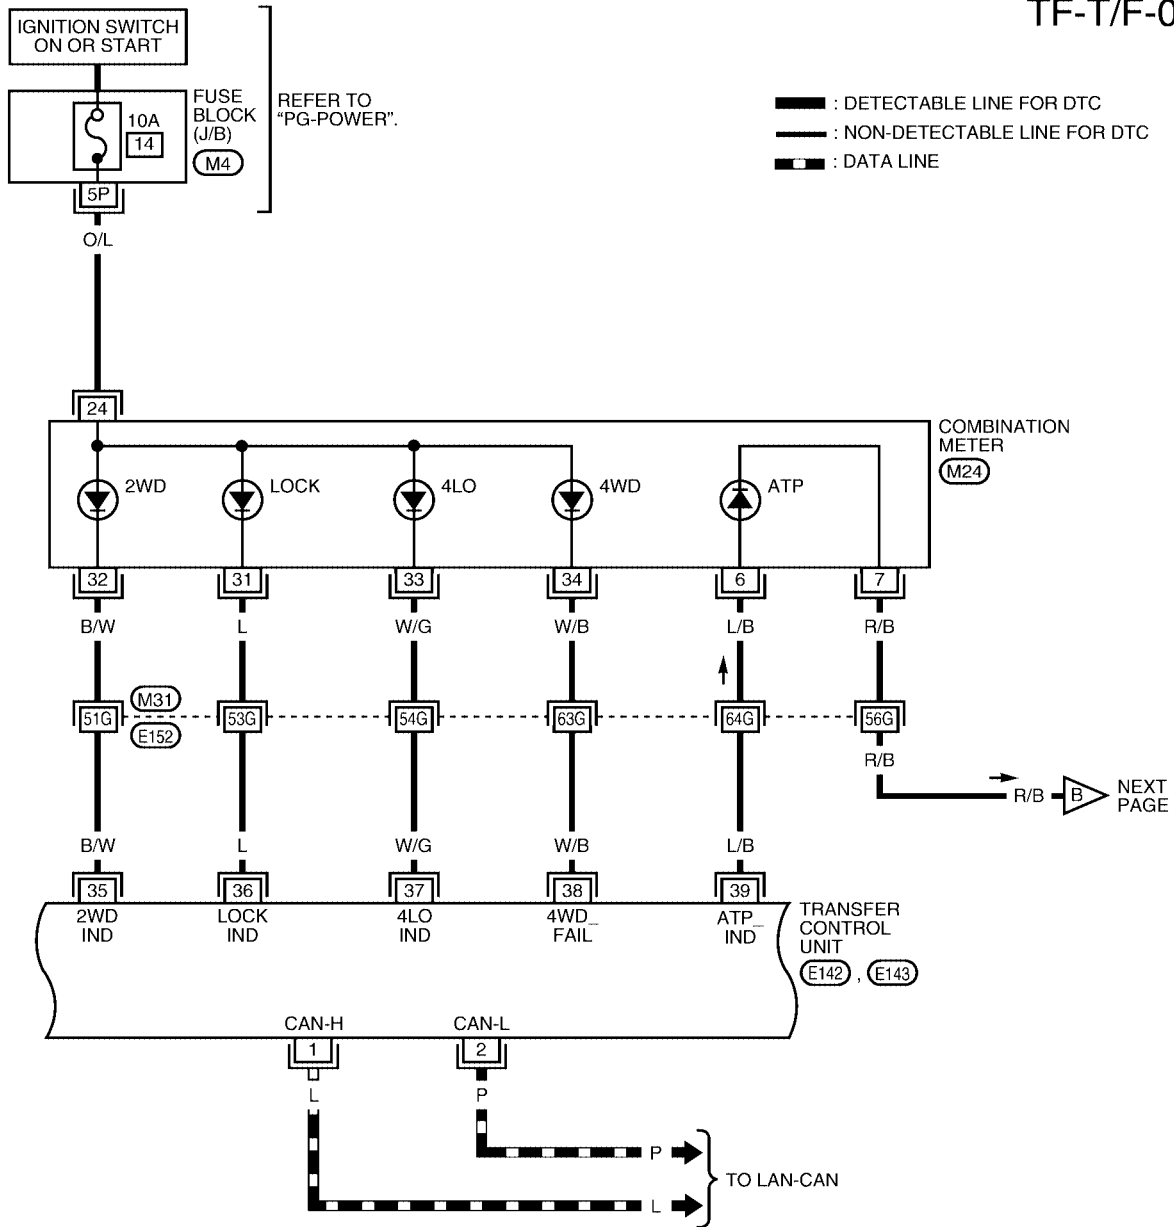 TF-T/F-0
IGNITION SWITCH
ON OR START
FUSE
BLOCK
(J/B)
M4
10A
14
5P
REFER TO
“PG-POWER”.
: DETECTABLE LINE FOR DTC
: NON-DETECTABLE LINE FOR DTC
: DATA LINE
O/L
24
COMBINATION
METER
M24
2WD
LOCK
4LO
4WD
ATP
32
31
33
34
6
7
B/W
L
W/G
W/B
L/B
R/B
M31
51G
53G
54G
63G
64G
56G
E152
R/B
R/B
B
NEXT
PAGE
B/W
L
W/G
W/B
L/B
35
36
37
38
39
2WD
IND
LOCK
IND
4LO
IND
4WD_
FAIL
ATP_
IND
TRANSFER
CONTROL
UNIT
E142 , E143
CAN-H
CAN-L
1
2
L
P
P
L
TO LAN-CAN